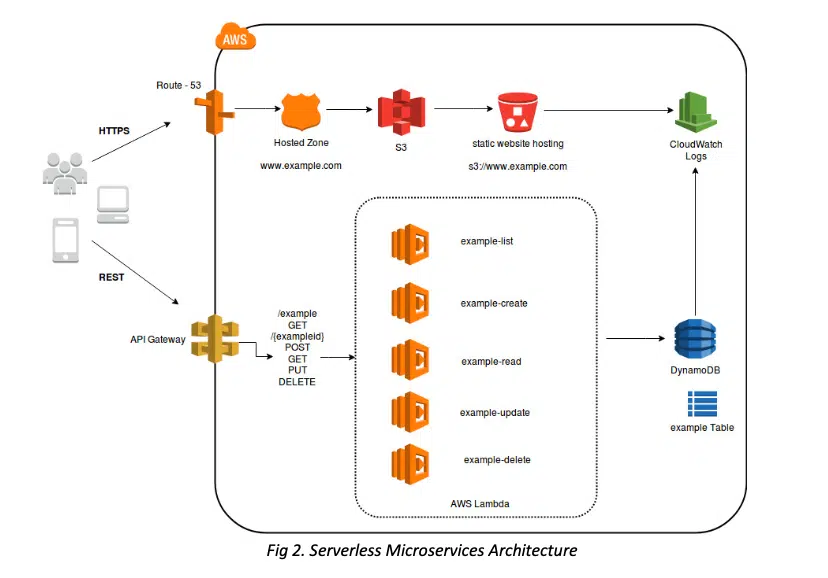 AWS
Route - 53
HTTPS
Hosted Zone
www.example.com
S3
static website hosting
s3://www.example.com
CloudWatch
Logs
REST
API Gateway
/example
GET
/{exampleid}
POST
GET
PUT
DELETE
example-list
example-create
example-read
example-update
example-delete
AWS Lambda
DynamoDB
example Table
Fig 2. Serverless Microservices Architecture